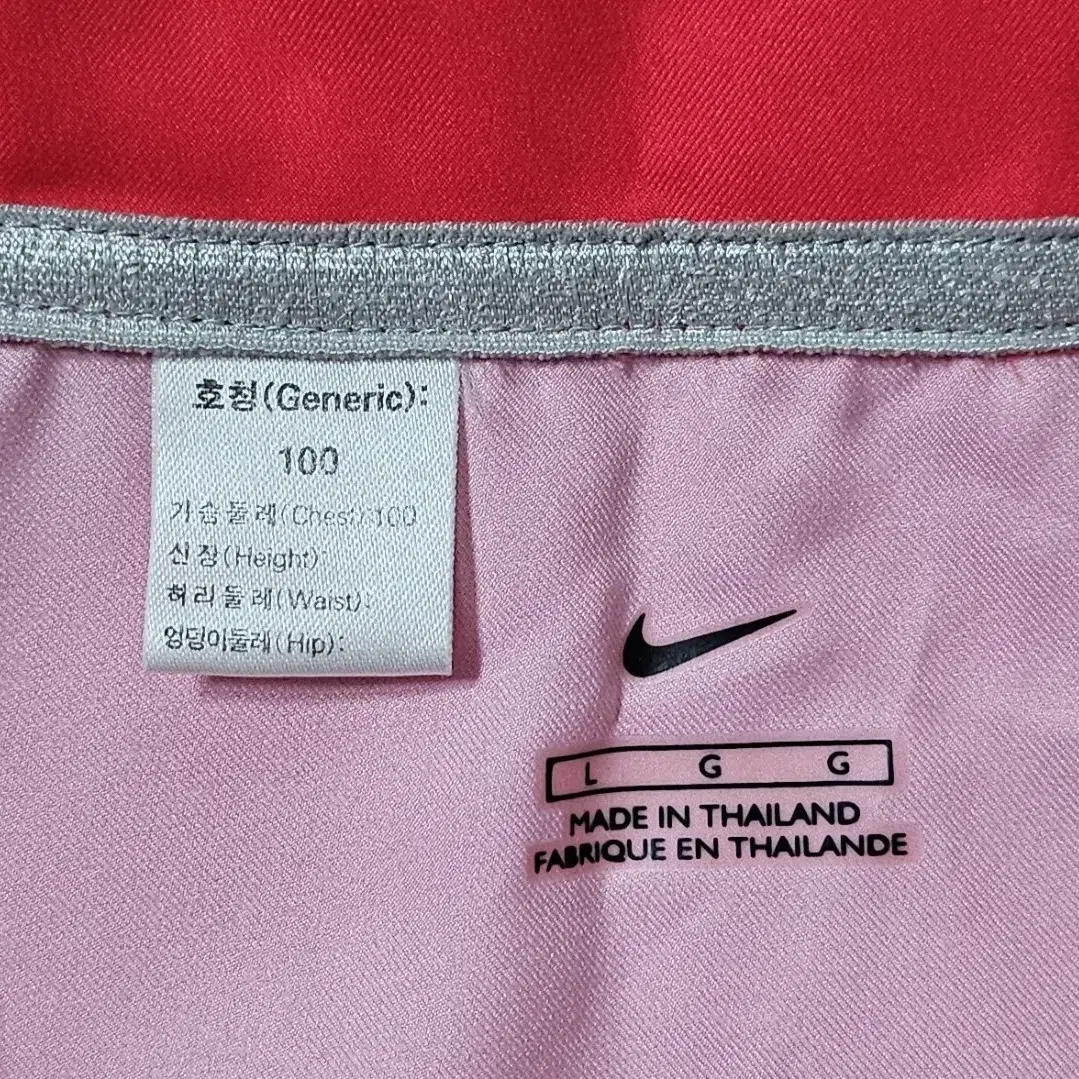 호칭(Generic):
100
가슴둘레(Chest):100
신장(Height):
허리둘레(Waist):
엉덩이둘레(Hip):
L G G
MADE IN THAILAND
FABRIQUE EN THAILANDE